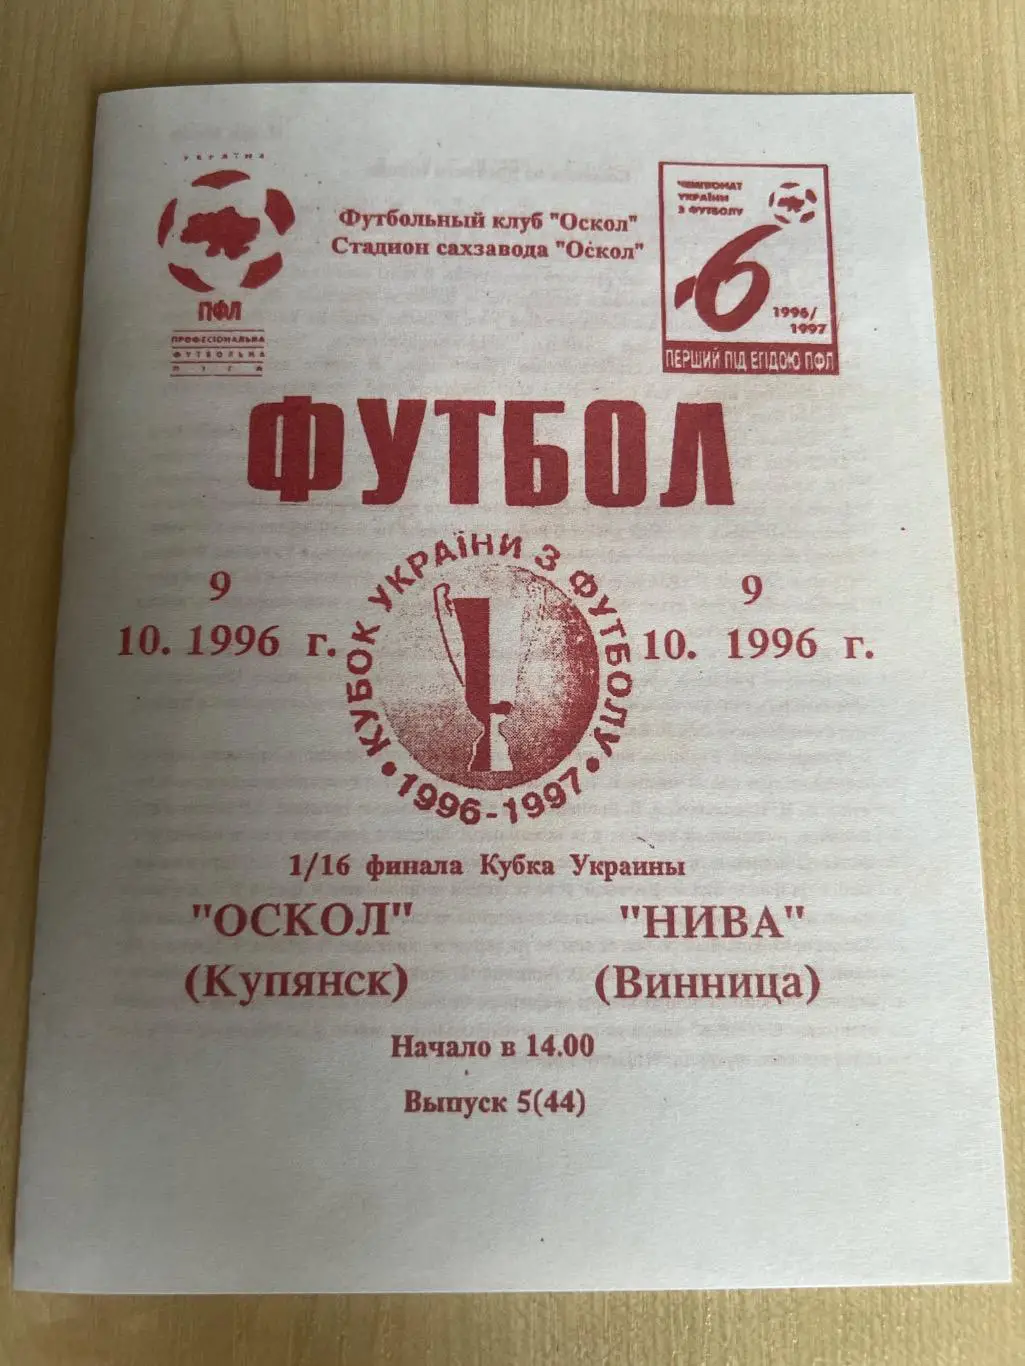 УКРАЇНА
ПФЛ
ПРОФЕСІОНАЛЬНА
ФУТБОЛЬНА
ЛІГА
Футбольный клуб "Оскол"
Стадион сахзавода "Оскол"
ЧЕМПІОНАТ
УКРАЇНИ
З ФУТБОЛУ
6
1996/
1997
ПЕРШИЙ ПІД ЕГІДОЮ ПФЛ
ФУТБОЛ
9
10. 1996 г.
КУБОК УКРАЇНИ З ФУТБОЛУ
• 1996-1997 •
9
10. 1996 г.
1/16 финала Кубка Украины
"ОСКОЛ" "НИВА"
(Купянск) (Винница)
Начало в 14.00
Выпуск 5(44)